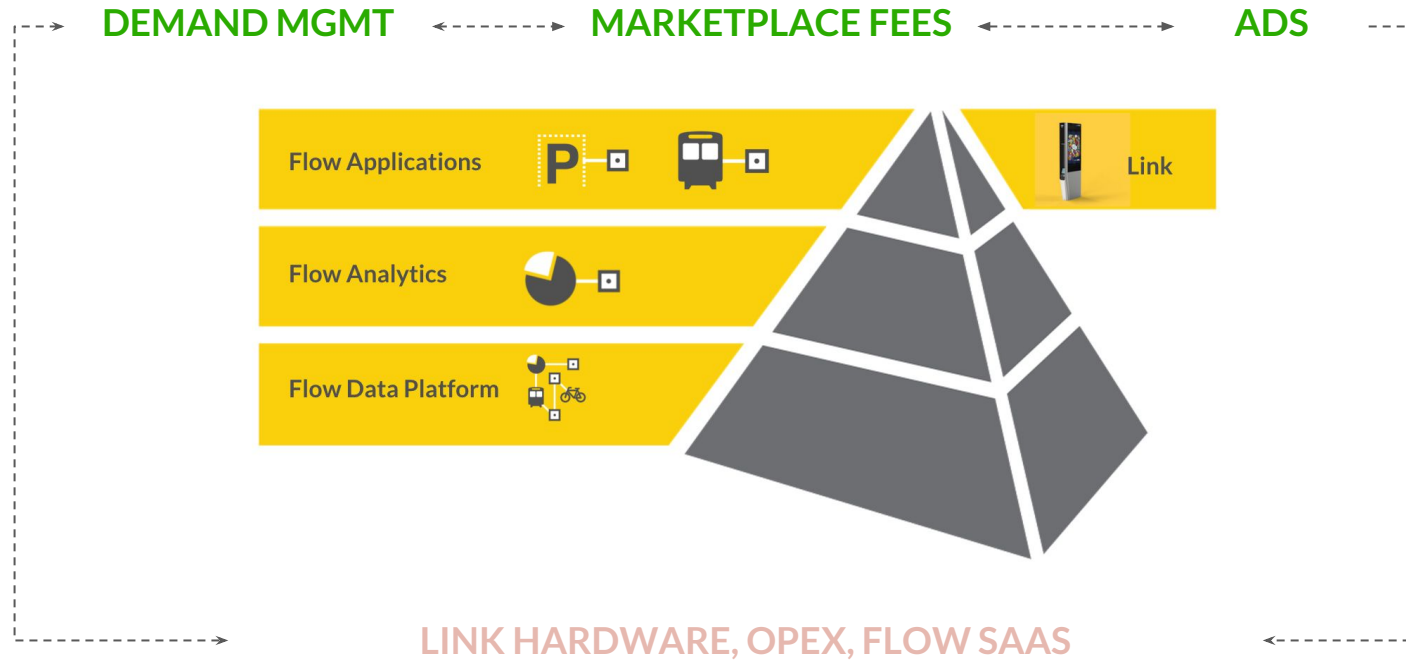 DEMAND MGMT
MARKETPLACE FEES
ADS
Flow Applications
P
Link
Flow Analytics
Flow Data Platform
LINK HARDWARE, OPEX, FLOW SAAS